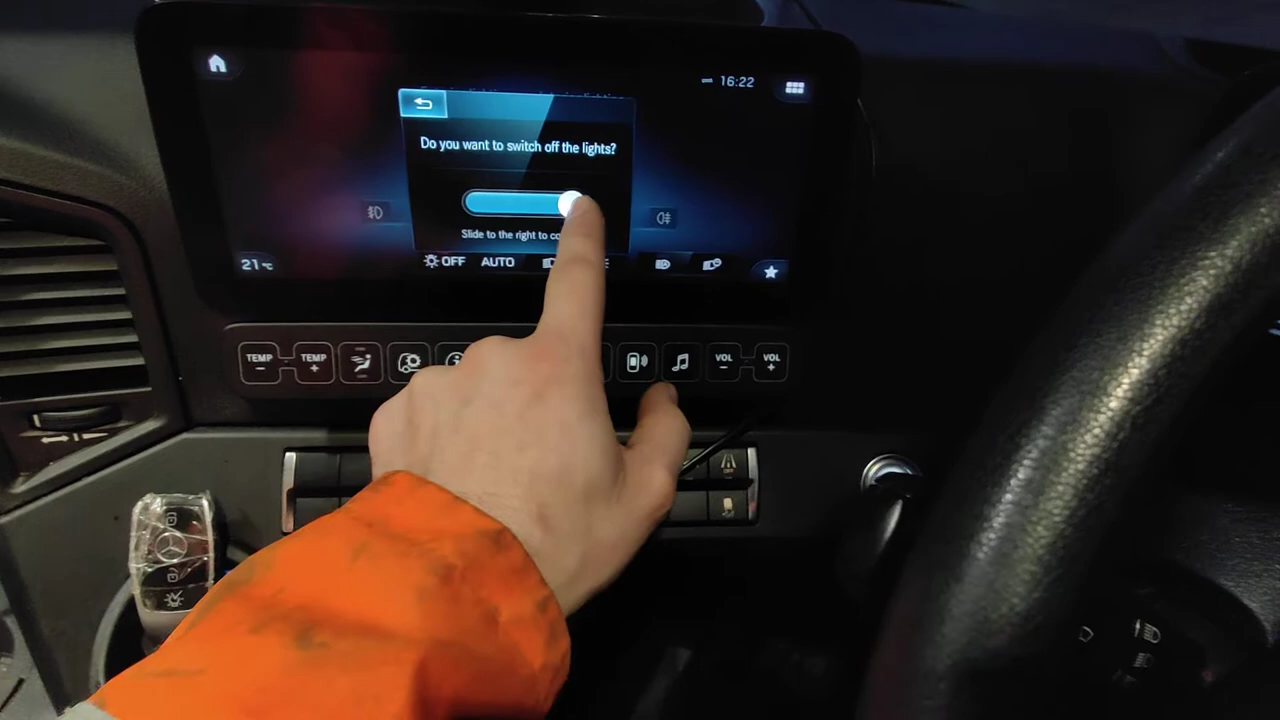 16:22
Do you want to switch off the lights?
Slide to the right to
21°C
OFF AUTO
TEMP
–
TEMP
+
VOL
–
VOL
+
OFF